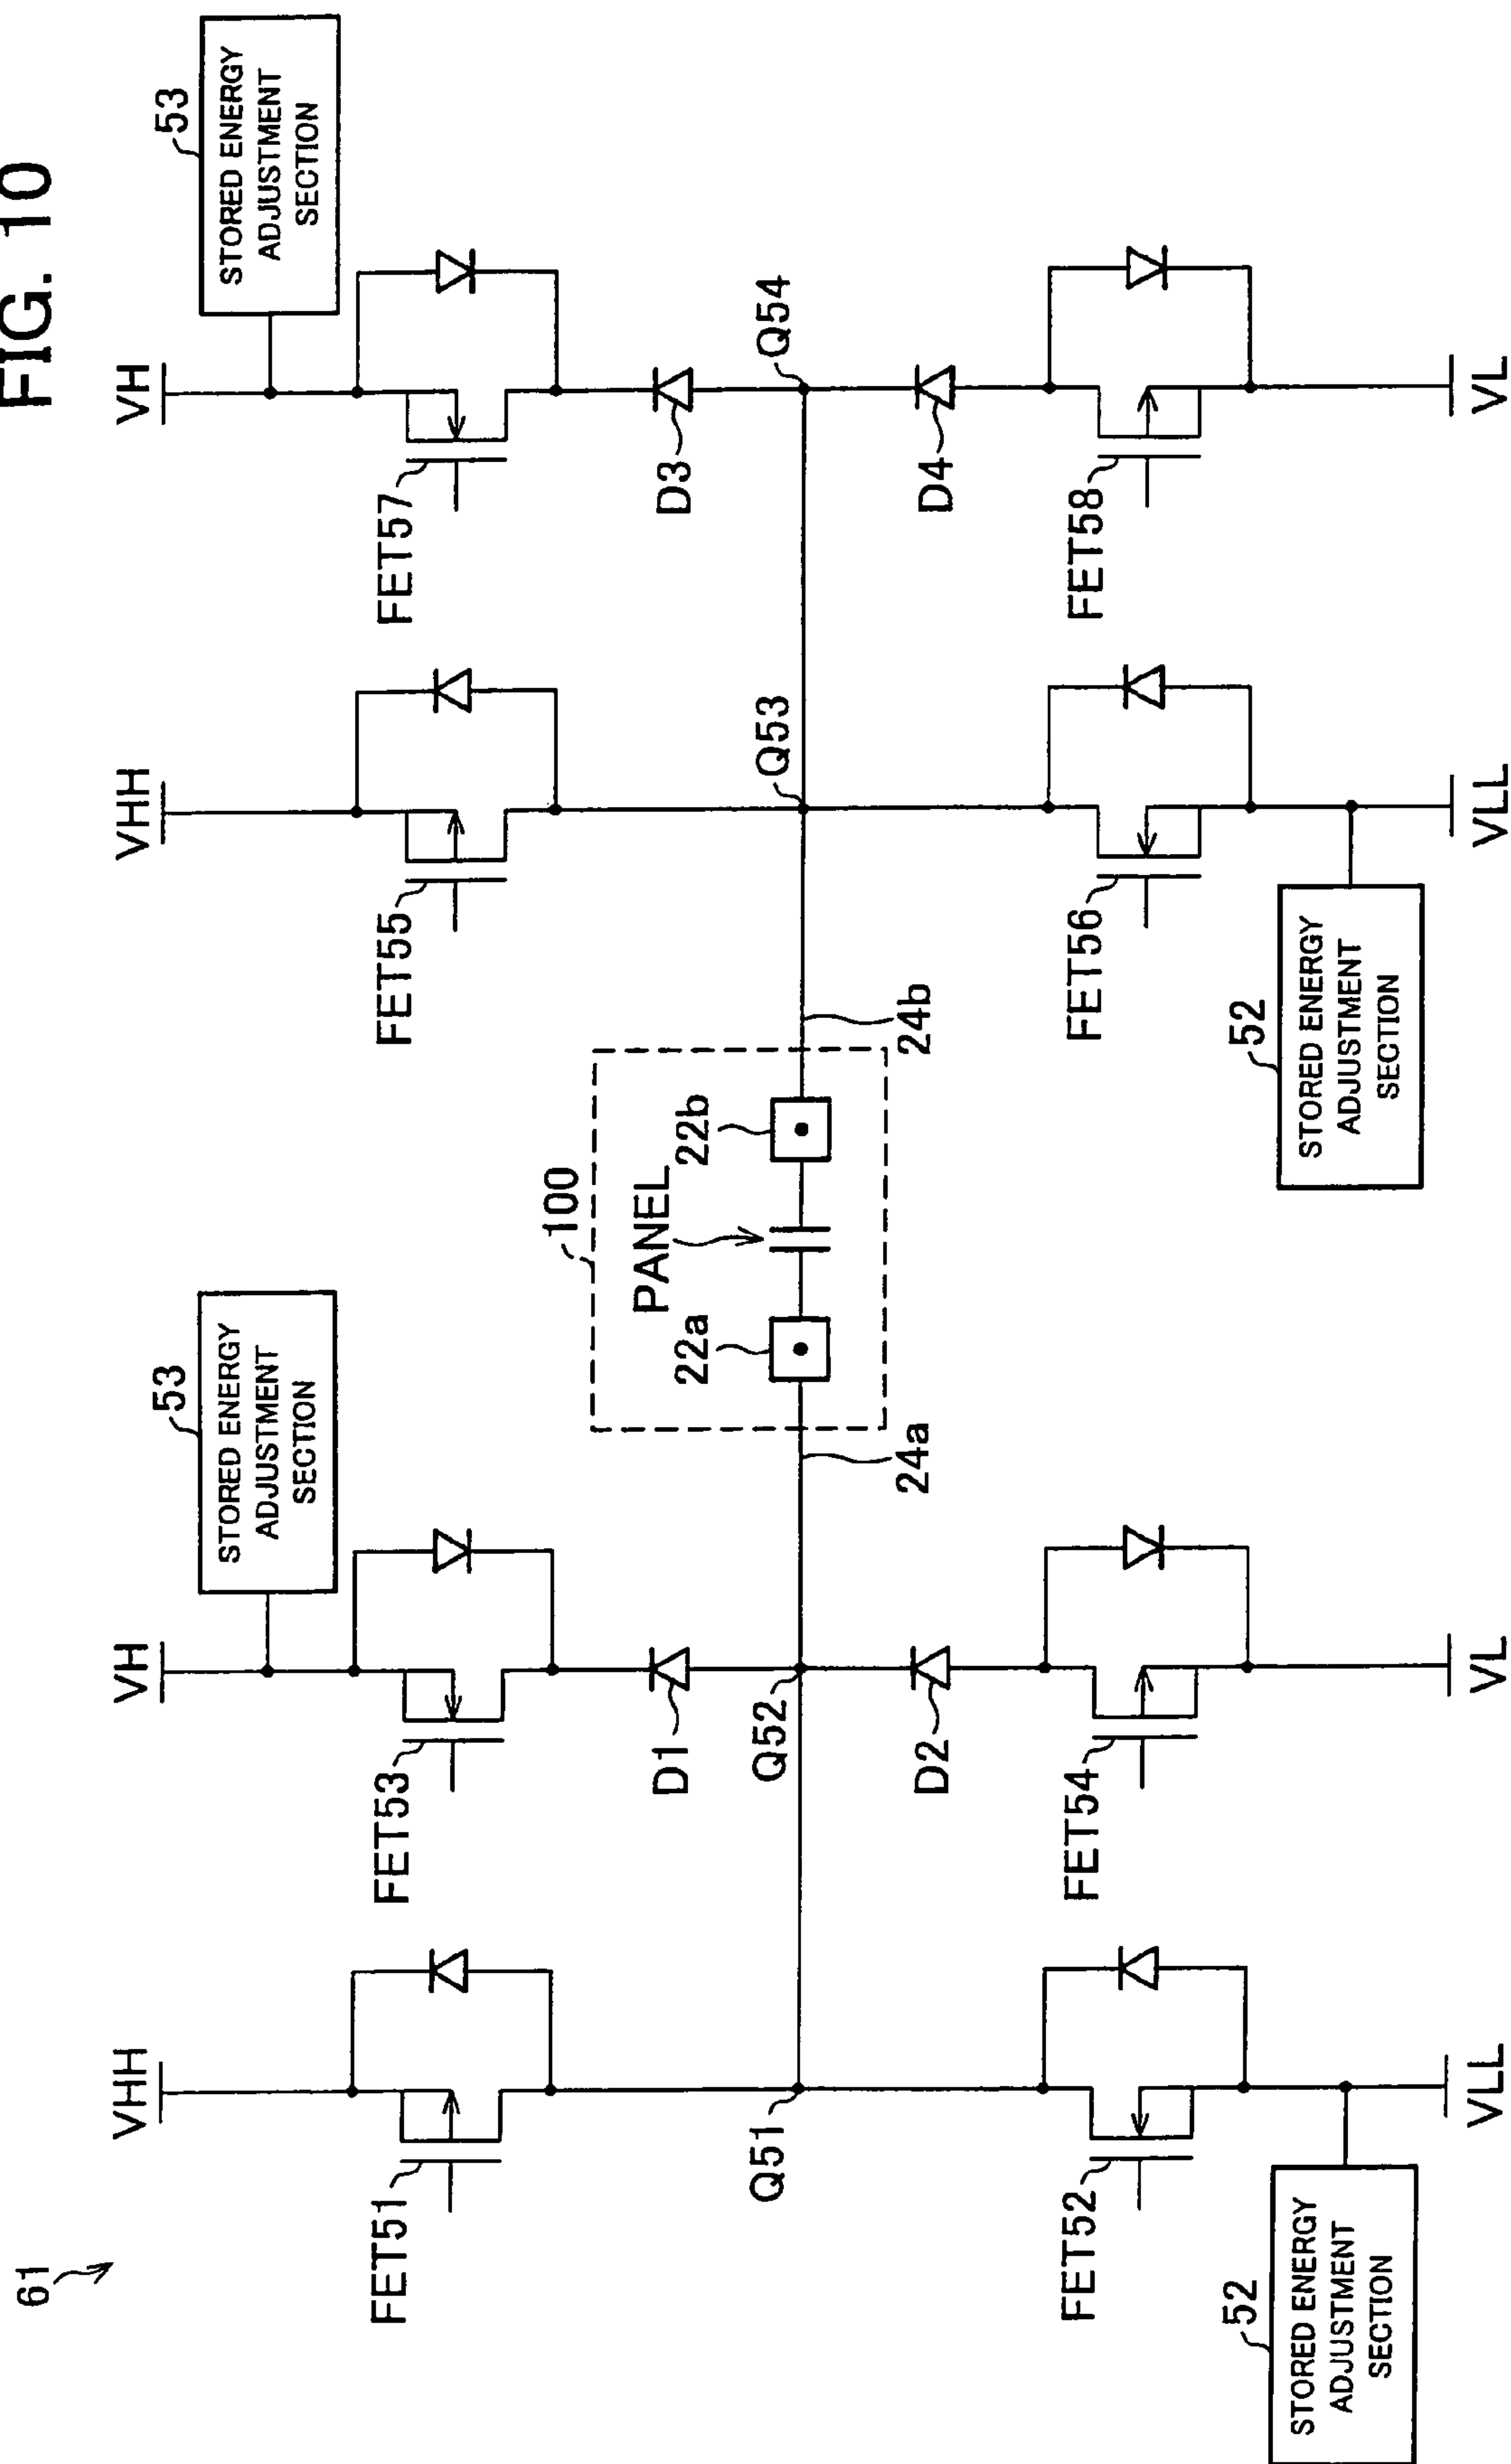 FIG. 10
61
VHH
VH
VHH
VH
53
STORED ENERGY
ADJUSTMENT
SECTION
53
STORED ENERGY
ADJUSTMENT
SECTION
FET51
FET53
FET55
FET57
100
PANEL
22a
22b
D1
D3
Q51
Q52
Q53
Q54
24a
24b
D2
D4
FET52
FET54
FET56
FET58
52
STORED ENERGY
ADJUSTMENT
SECTION
52
STORED ENERGY
ADJUSTMENT
SECTION
VLL
VL
VLL
VL